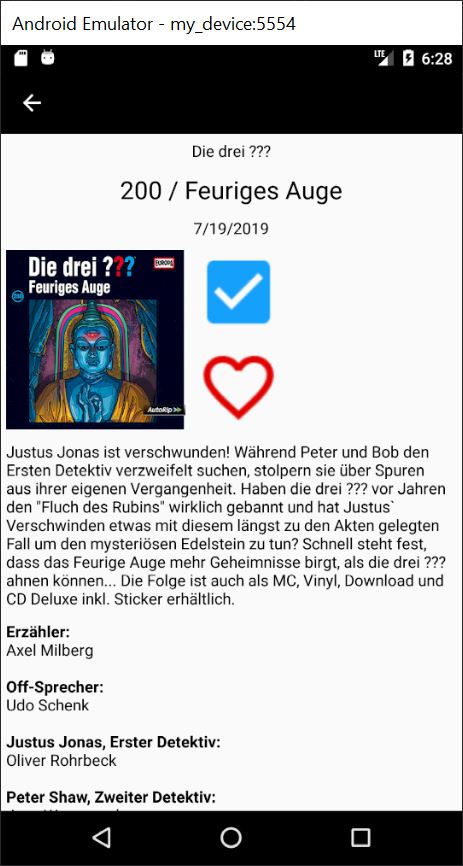 Android Emulator - my_device:5554
LTE 6:28
Die drei ???
200 / Feuriges Auge
7/19/2019
Die drei ???
EUROPA
Feuriges Auge
200
AutoRip
Justus Jonas ist verschwunden! Während Peter und Bob den
Ersten Detektiv verzweifelt suchen, stolpern sie über Spuren
aus ihrer eigenen Vergangenheit. Haben die drei ??? vor Jahren
den "Fluch des Rubins" wirklich gebannt und hat Justus`
Verschwinden etwas mit diesem längst zu den Akten gelegten
Fall um den mysteriösen Edelstein zu tun? Schnell steht fest,
dass das Feurige Auge mehr Geheimnisse birgt, als die drei ???
ahnen können... Die Folge ist auch als MC, Vinyl, Download und
CD Deluxe inkl. Sticker erhältlich.
Erzähler:
Axel Milberg
Off-Sprecher:
Udo Schenk
Justus Jonas, Erster Detektiv:
Oliver Rohrbeck
Peter Shaw, Zweiter Detektiv: